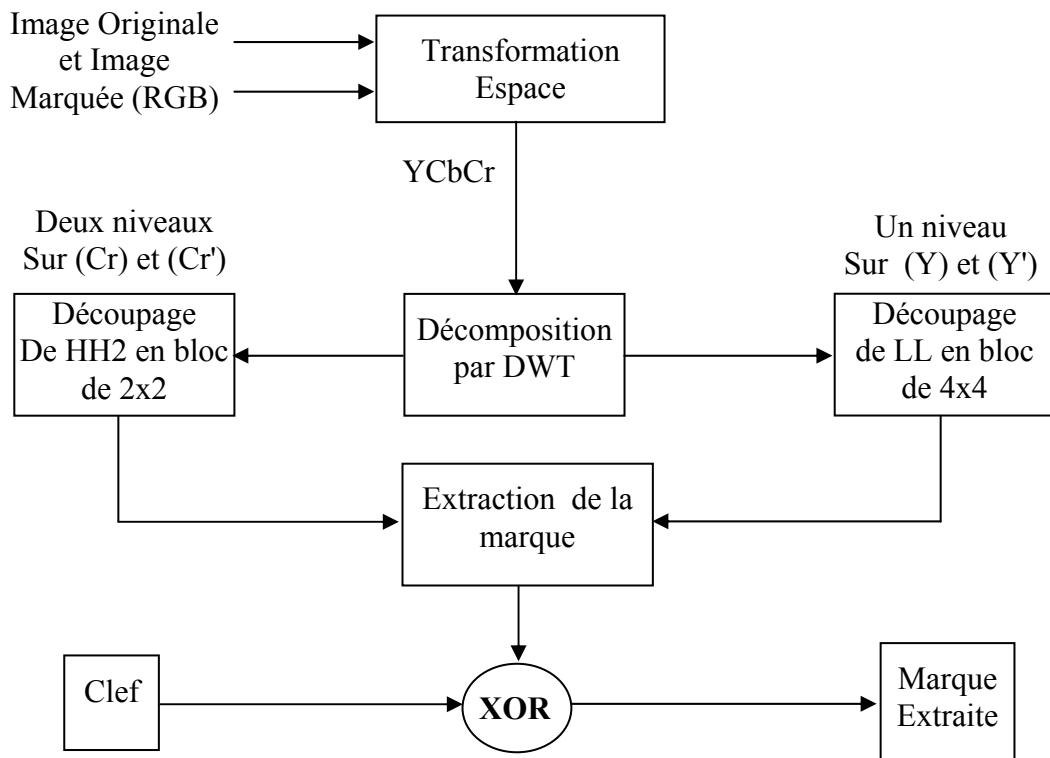 Image Originale
et Image
Marquée (RGB)
Transformation
Espace
YCbCr
Deux niveaux
Sur (Cr) et (Cr')
Un niveau
Sur (Y) et (Y')
Découpage
De HH2 en bloc
de 2x2
Décomposition
par DWT
Découpage
de LL en bloc
de 4x4
Extraction de la
marque
Clef
XOR
Marque
Extraite